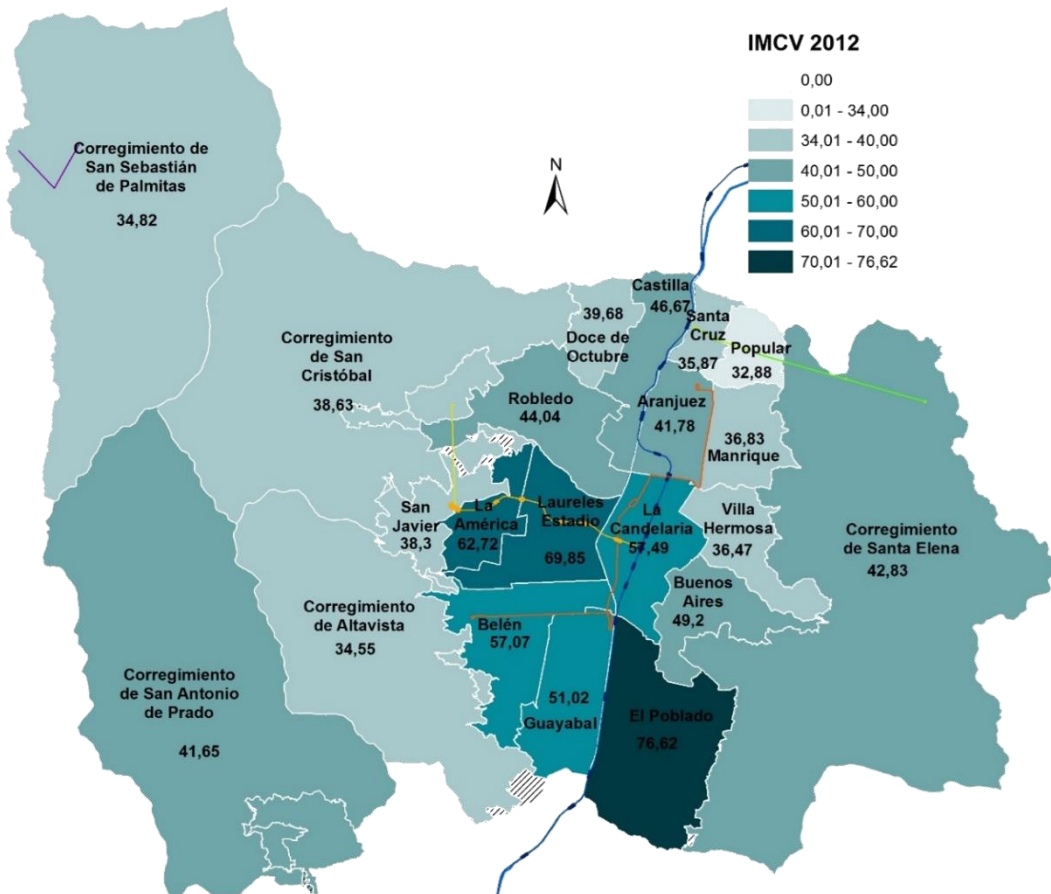 IMCV 2012
0,00
0,01 - 34,00
34,01 - 40,00
40,01 - 50,00
50,01 - 60,00
60,01 - 70,00
70,01 - 76,62
N
Corregimiento de
San Sebastián
de Palmitas
34,82
Corregimiento
de San
Cristóbal
38,63
39,68
Doce de
Octubre
Castilla
46,67
Santa
Cruz
35,87
Popular
32,88
Robledo
44,04
Aranjuez
41,78
36,83
Manrique
San
Javier
38,3
La
América
62,72
Laureles
Estadio
69,85
La
Candelaria
57,49
Villa
Hermosa
36,47
Corregimiento
de Santa Elena
42,83
Buenos
Aires
49,2
Corregimiento
de Altavista
34,55
Belén
57,07
Corregimiento
de San Antonio
de Prado
41,65
51,02
Guayabal
El Poblado
76,62